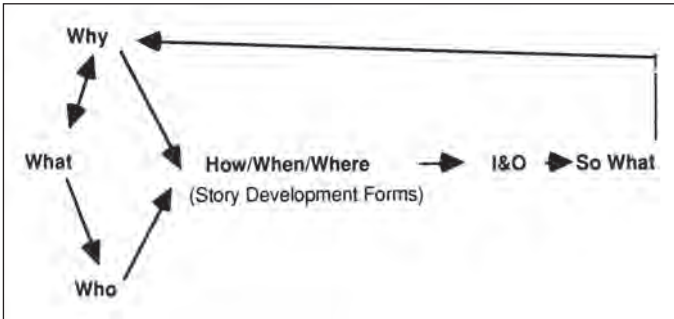 Why
What
How/When/Where
I&O
So What
(Story Development Forms)
Who